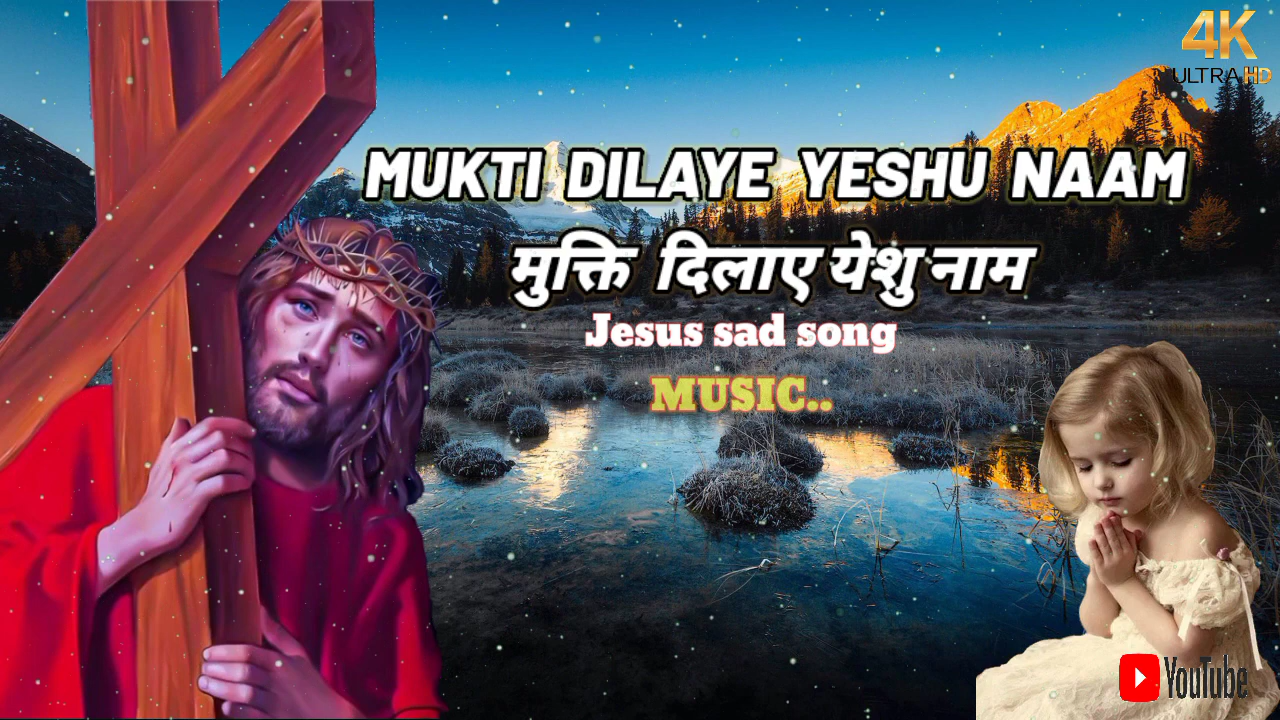 4K
ULTRA HD
MUKTI DILAYE YESHU NAAM
मुक्ति दिलाए येशु नाम
Jesus sad song
MUSIC..
YouTube